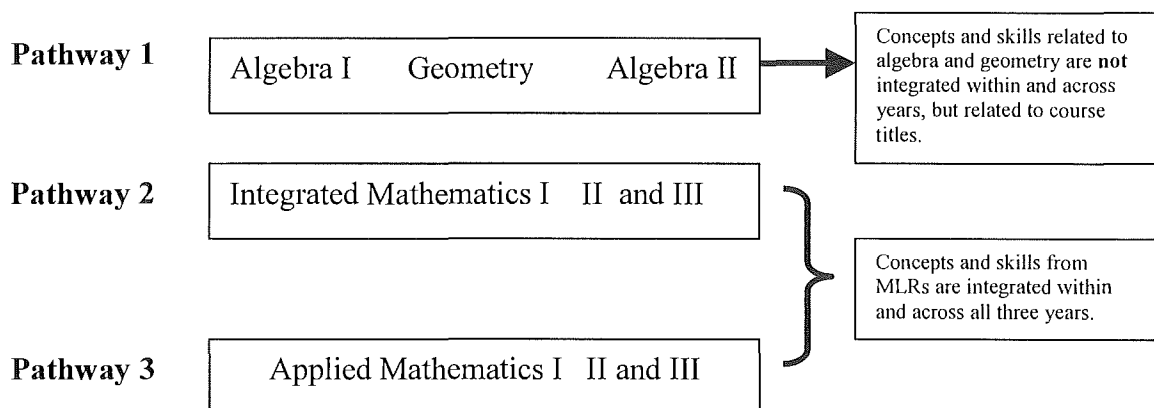 Pathway 1
Algebra I Geometry Algebra II
Concepts and skills related to
algebra and geometry are not
integrated within and across
years, but related to course
titles.
Pathway 2
Integrated Mathematics I II and III
Concepts and skills from
MLRs are integrated within
and across all three years.
Pathway 3
Applied Mathematics I II and III